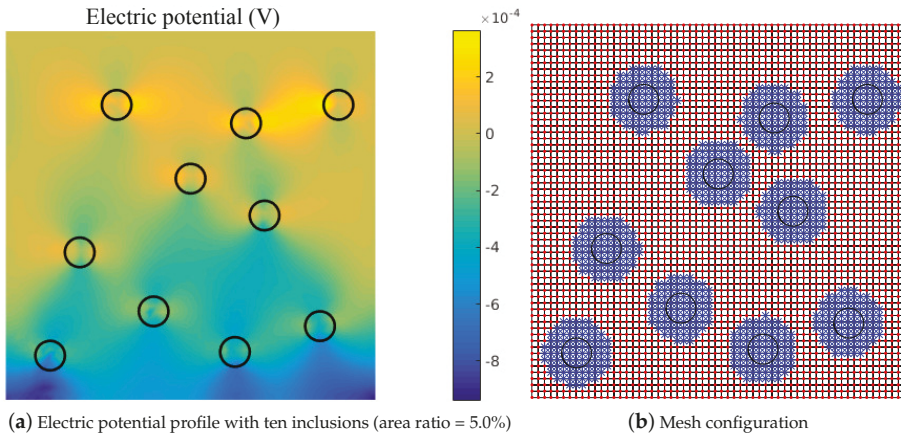 Electric potential (V)
×10⁻⁴
2
0
-2
-4
-6
-8
(a) Electric potential profile with ten inclusions (area ratio = 5.0%)
(b) Mesh configuration